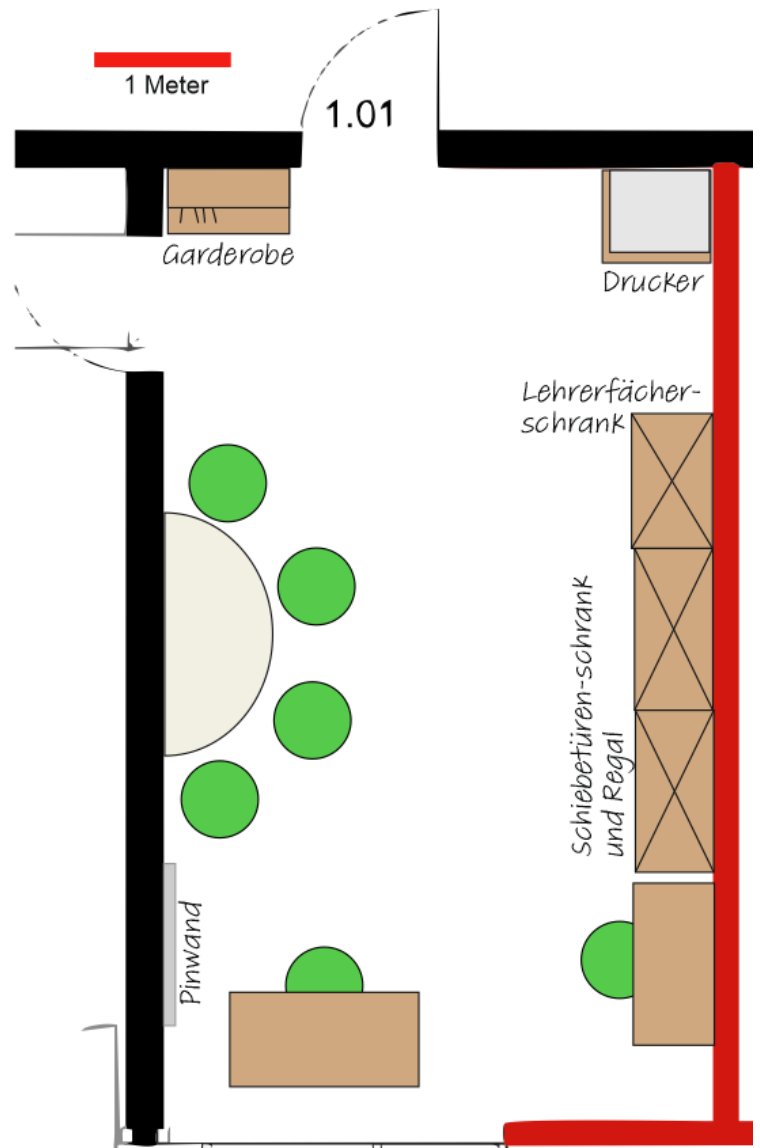 1 Meter
1.01
Garderobe
Drucker
Lehrerfächer-
schrank
Schiebetüren-schrank
und Regal
Pinwand